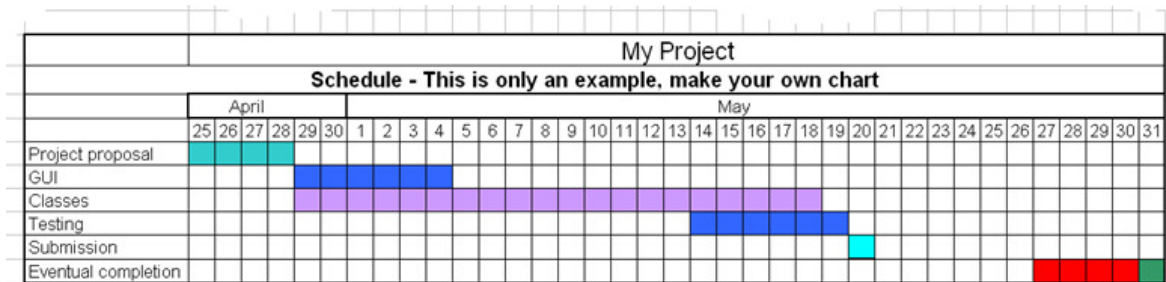 My Project
Schedule - This is only an example, make your own chart
April May
25 26 27 28 29 30 1 2 3 4 5 6 7 8 9 10 11 12 13 14 15 16 17 18 19 20 21 22 23 24 25 26 27 28 29 30 31
Project proposal
GUI
Classes
Testing
Submission
Eventual completion